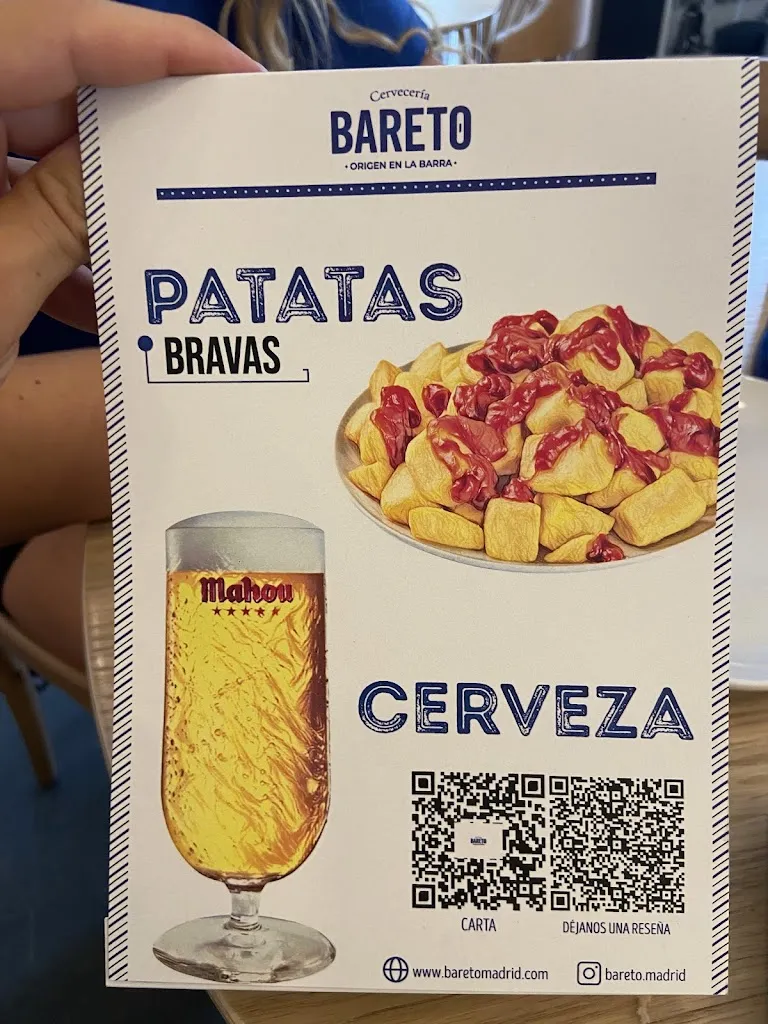 Cervecería
BARETO
• ORIGEN EN LA BARRA •
PATATAS
BRAVAS
Mahou
★★★★★
CERVEZA
BARETO
CARTA
DÉJANOS UNA RESEÑA
www.baretomadrid.com
bareto.madrid